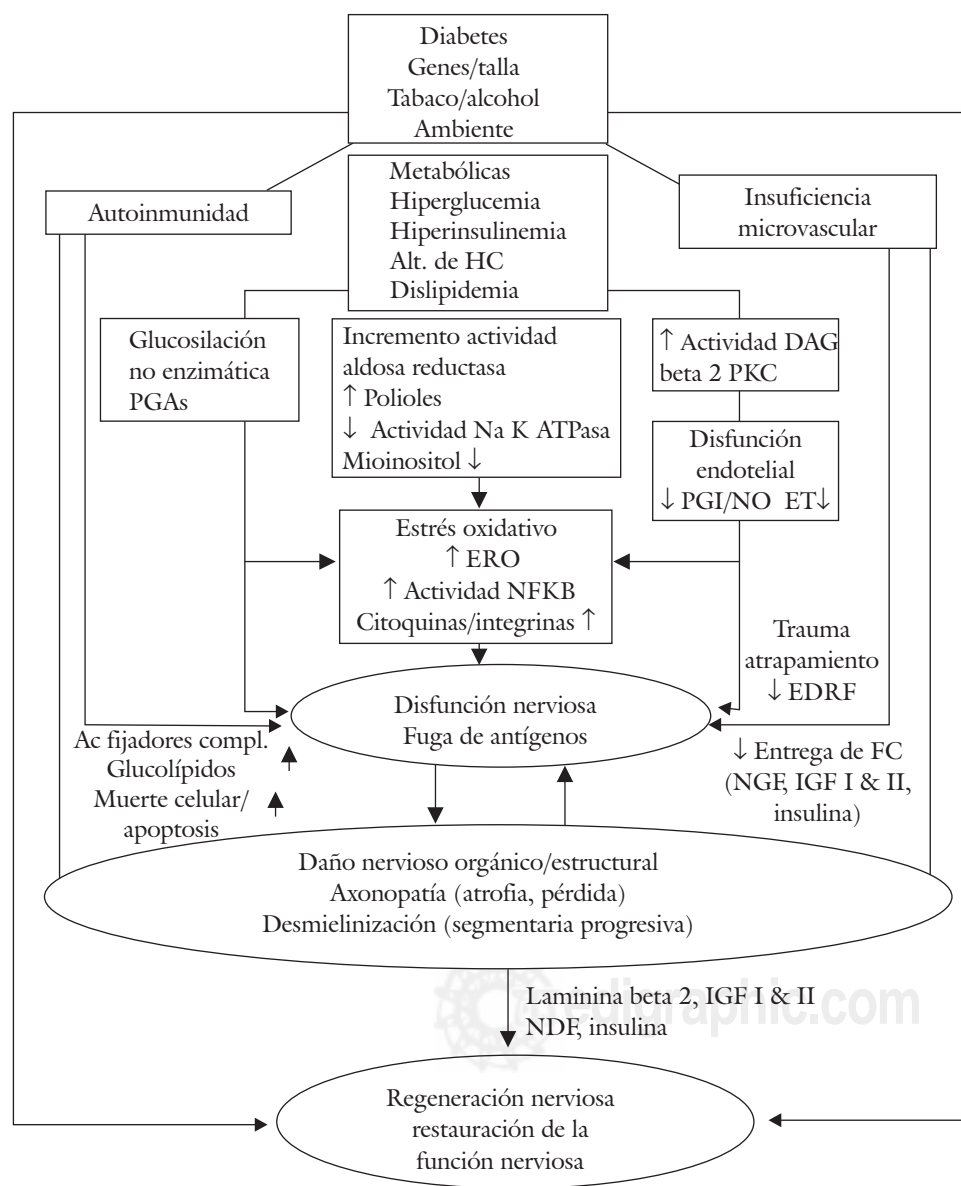 Diabetes
Genes/talla
Tabaco/alcohol
Ambiente
Autoinmunidad
Metabólicas
Hiperglucemia
Hiperinsulinemia
Alt. de HC
Dislipidemia
Insuficiencia
microvascular
Glucosilación
no enzimática
PGAs
Incremento actividad
aldosa reductasa
↑ Polioles
↓ Actividad Na K ATPasa
Mioinositol ↓
↑ Actividad DAG
beta 2 PKC
Disfunción
endotelial
↓ PGI/NO ET↓
Estrés oxidativo
↑ ERO
↑ Actividad NFKB
Citoquinas/integrinas ↑
Trauma
atrapamiento
↓ EDRF
Disfunción nerviosa
Fuga de antígenos
Ac fijadores compl.
Glucolípidos
Muerte celular/
apoptosis
↓ Entrega de FC
(NGF, IGF I & II,
insulina)
Daño nervioso orgánico/estructural
Axonopatía (atrofia, pérdida)
Desmielinización (segmentaria progresiva)
Laminina beta 2, IGF I & II
NDF, insulina
edigraphic.com
Regeneración nerviosa
restauración de la
función nerviosa